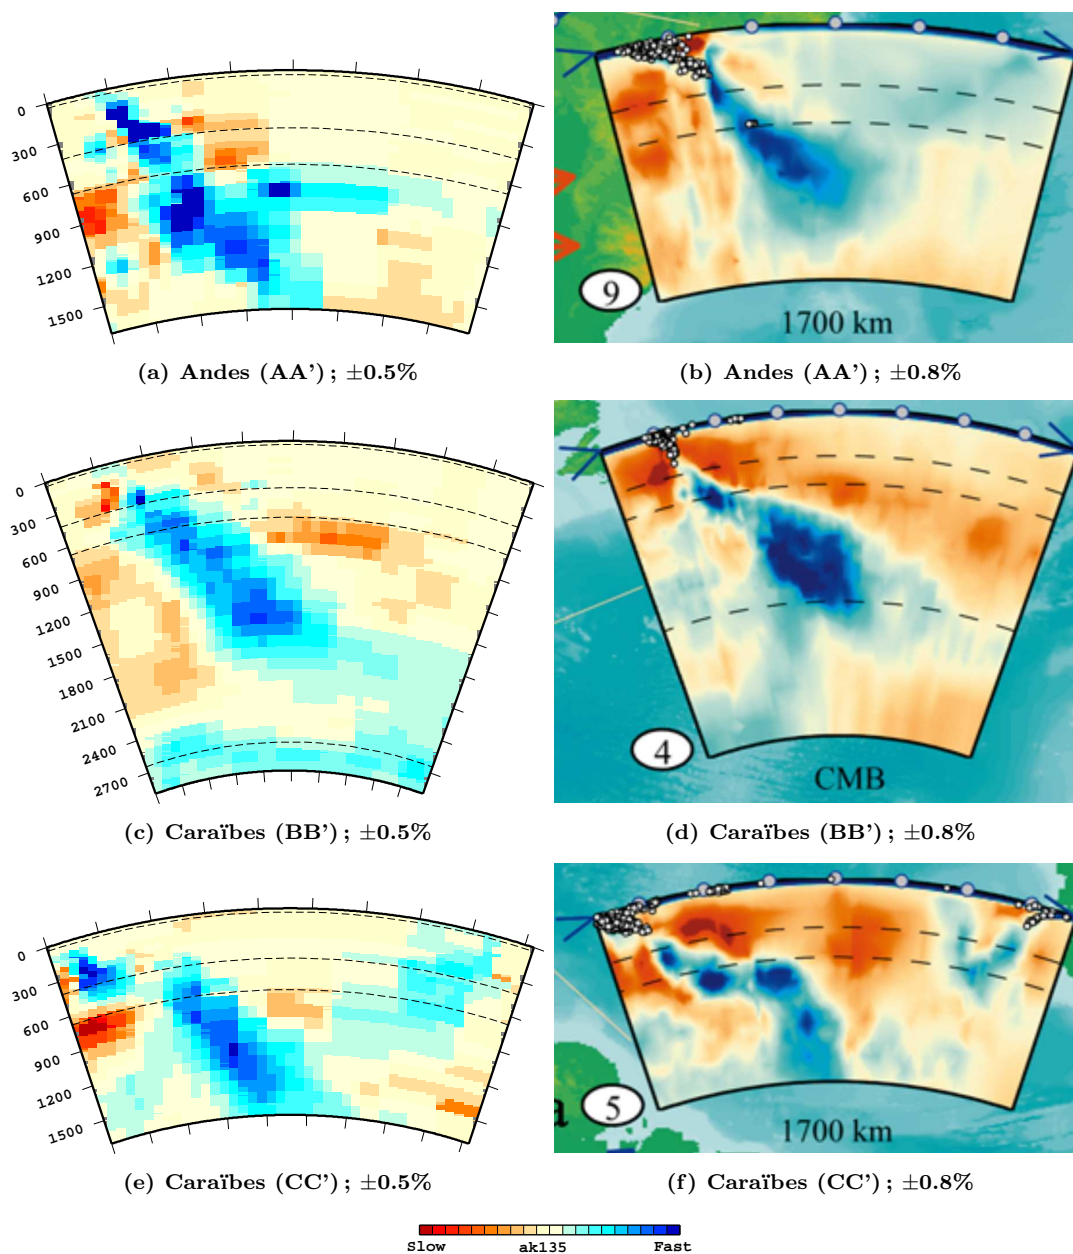 0
300
600
900
1200
1500
9
1700 km
(a) Andes (AA') ; ±0.5%
(b) Andes (AA') ; ±0.8%
0
300
600
900
1200
1500
1800
2100
2400
2700
4
CMB
(c) Caraïbes (BB') ; ±0.5%
(d) Caraïbes (BB') ; ±0.8%
0
300
600
900
1200
1500
a
5
1700 km
(e) Caraïbes (CC') ; ±0.5%
(f) Caraïbes (CC') ; ±0.8%
Slow ak135 Fast